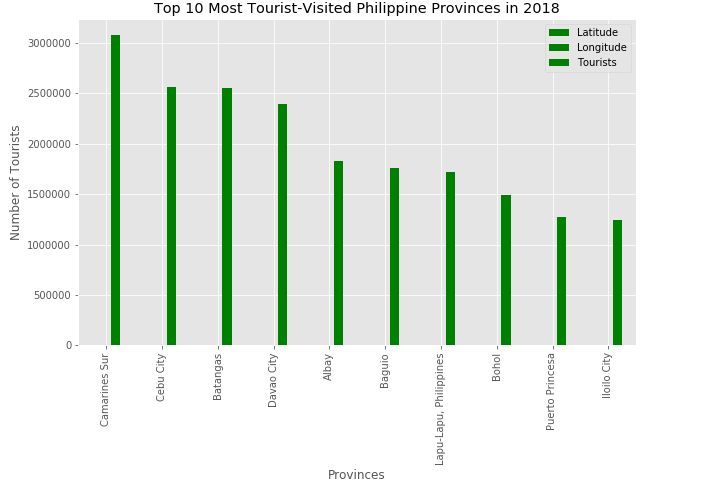 Top 10 Most Tourist-Visited Philippine Provinces in 2018
Latitude
Longitude
Tourists
Number of Tourists
3000000
2500000
2000000
1500000
1000000
500000
0
Camarines Sur
Cebu City
Batangas
Davao City
Albay
Baguio
Lapu-Lapu, Philippines
Bohol
Puerto Princesa
Iloilo City
Provinces